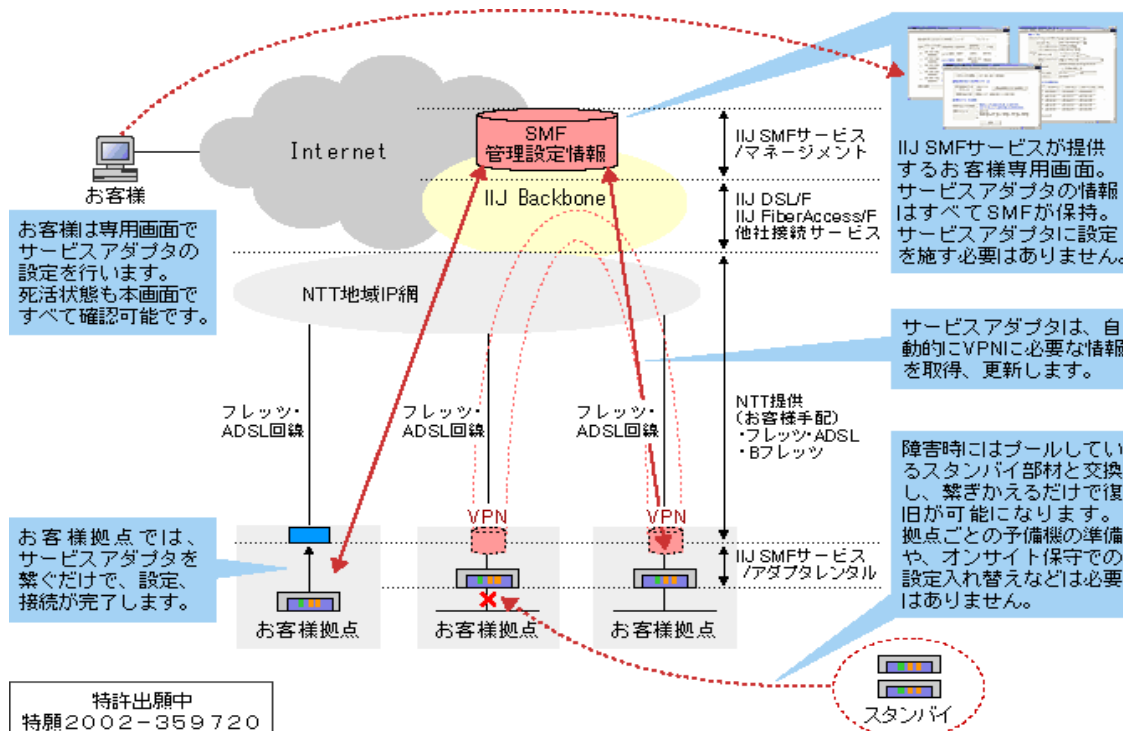 Internet
SMF
管理設定情報
IIJ Backbone
NTT地域IP網
お客様
お客様は専用画面で
サービスアダプタの
設定を行います。
死活状態も本画面で
すべて確認可能です。
IIJ SMFサービス
/マネージメント
IIJ DSL/F
IIJ FiberAccess/F
他社接続サービス
IIJ SMFサービスが提供
するお客様専用画面。
サービスアダプタの情報
はすべてSMFが保持。
サービスアダプタに設定
を施す必要はありません。
サービスアダプタは、自
動的にVPNに必要な情報
を取得、更新します。
フレッツ・
ADSL回線
フレッツ・
ADSL回線
フレッツ・
ADSL回線
NTT提供
(お客様手配)
・フレッツ・ADSL
・Bフレッツ
障害時にはプールしてい
るスタンバイ部材と交換
し、繋ぎかえるだけで復
旧が可能になります。
拠点ごとの予備機の準備
や、オンサイト保守での
設定入れ替えなどは必要
はありません。
お客様拠点では、
サービスアダプタを
繋ぐだけで、設定、
接続が完了します。
VPN
VPN
IIJ SMFサービス
/アダプタレンタル
お客様拠点
お客様拠点
お客様拠点
スタンバイ
特許出願中
特願2002-359720